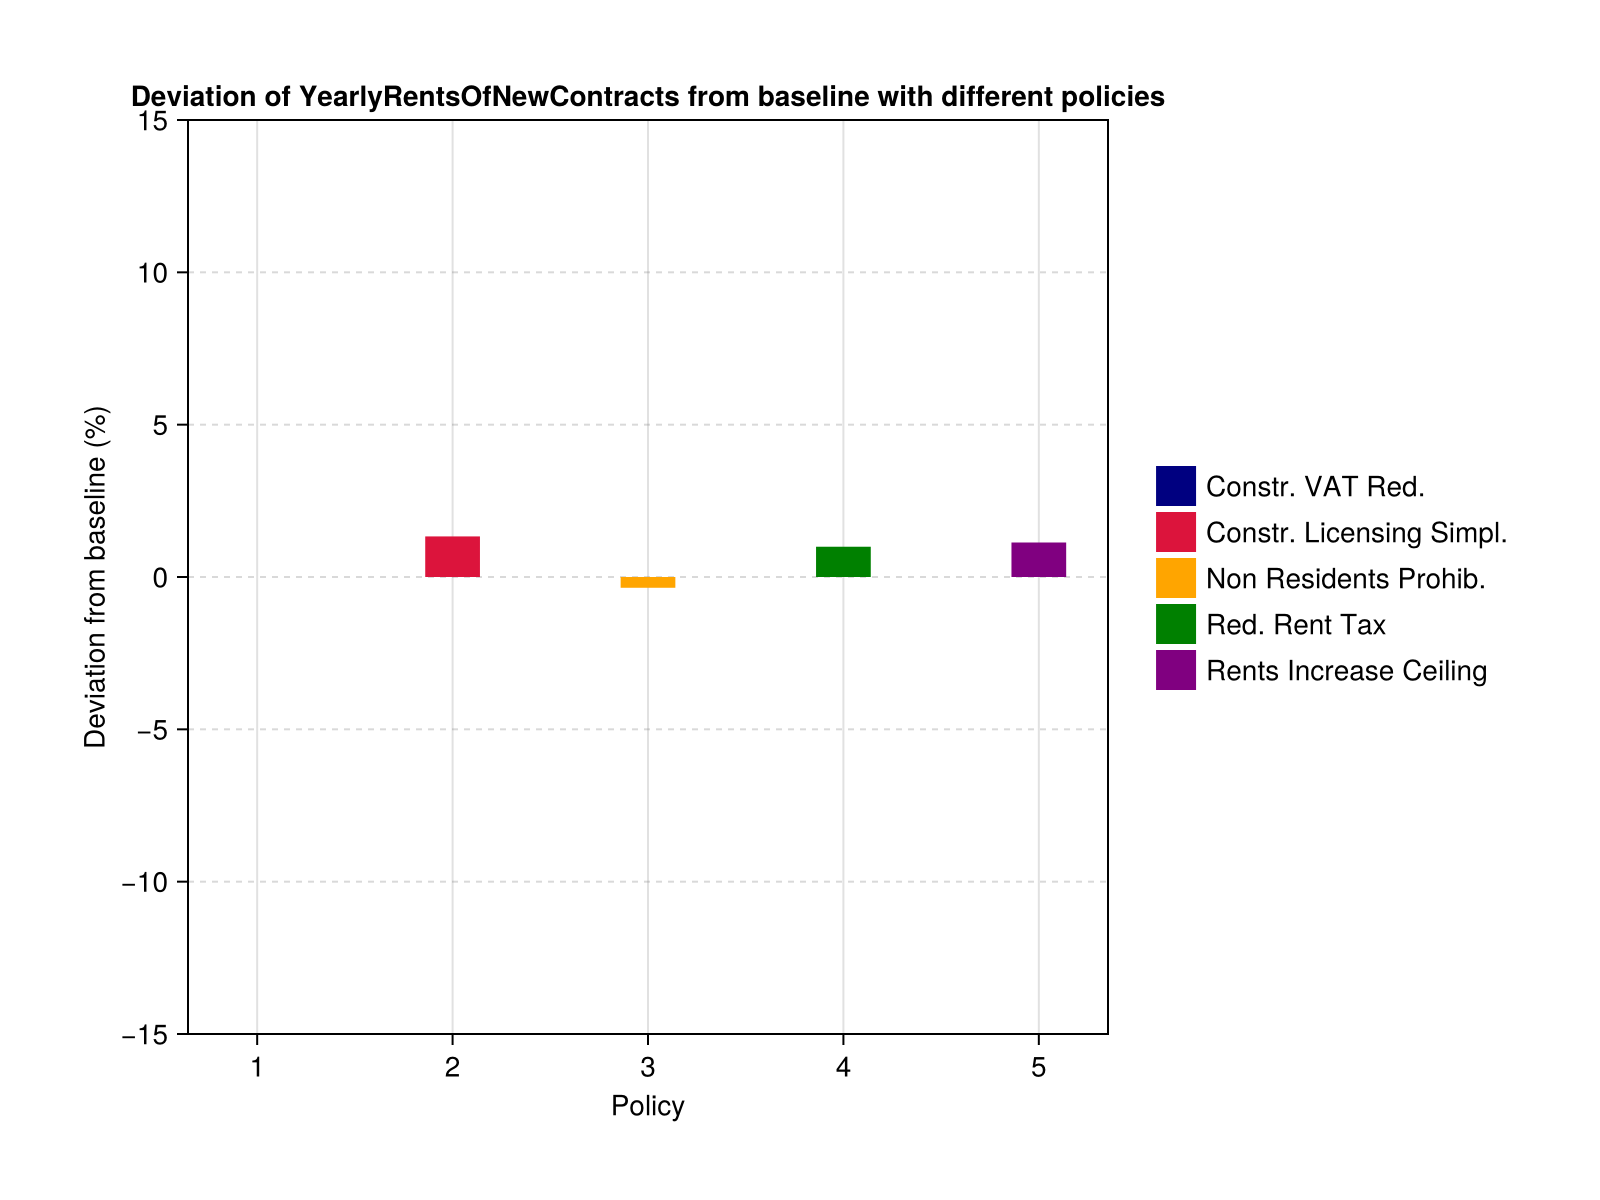 Deviation of YearlyRentsOfNewContracts from baseline with different policies
15
10
5
0
−5
−10
−15
Deviation from baseline (%)
1 2 3 4 5
Policy
Constr. VAT Red.
Constr. Licensing Simpl.
Non Residents Prohib.
Red. Rent Tax
Rents Increase Ceiling